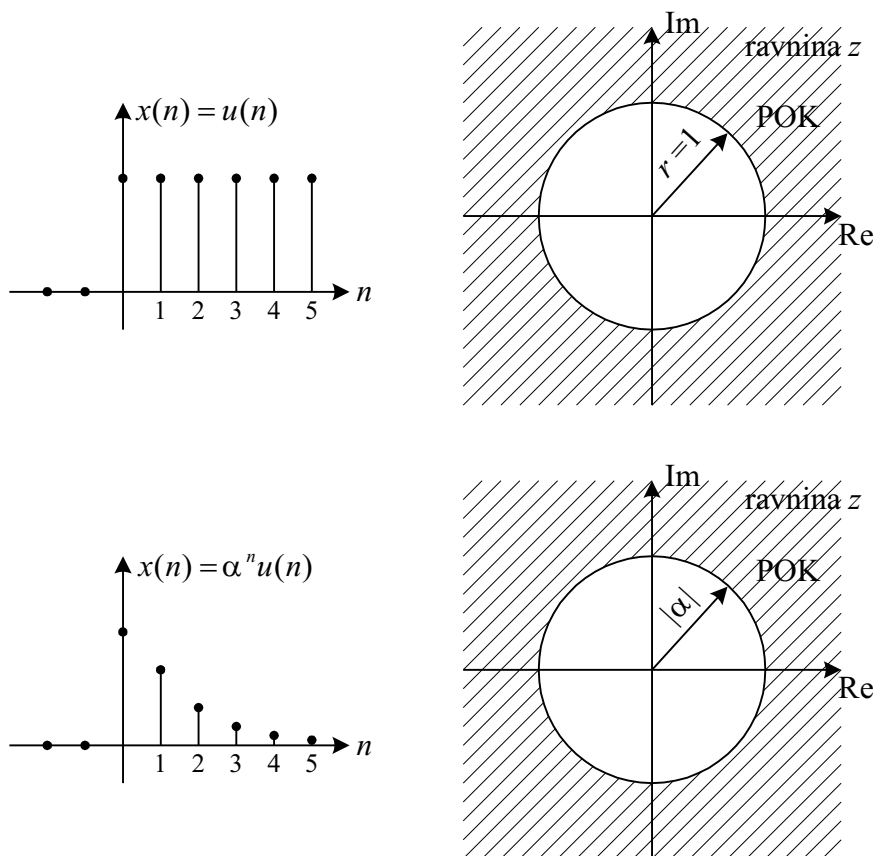 Im
ravnina z
x(n) = u(n)
POK
r=1
Re
n
1 2 3 4 5
Im
ravnina z
x(n) = αⁿu(n)
POK
|α|
Re
n
1 2 3 4 5